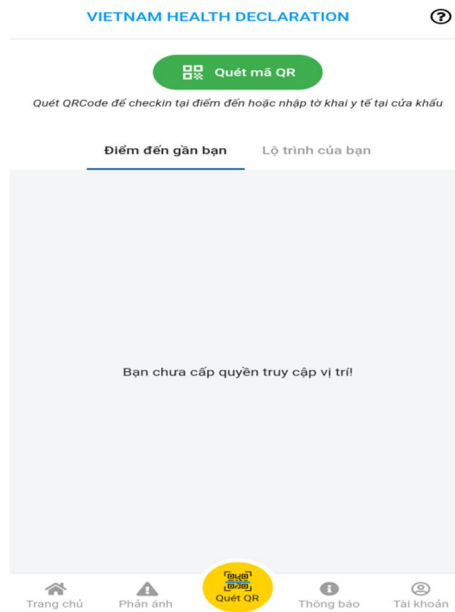 VIETNAM HEALTH DECLARATION
Quét mã QR
Quét QRCode để checkin tại điểm đến hoặc nhập tờ khai y tế tại cửa khẩu
Điểm đến gần bạn Lộ trình của bạn
Bạn chưa cấp quyền truy cập vị trí!
Trang chủ Phản ánh Quét QR Thông báo Tài khoản